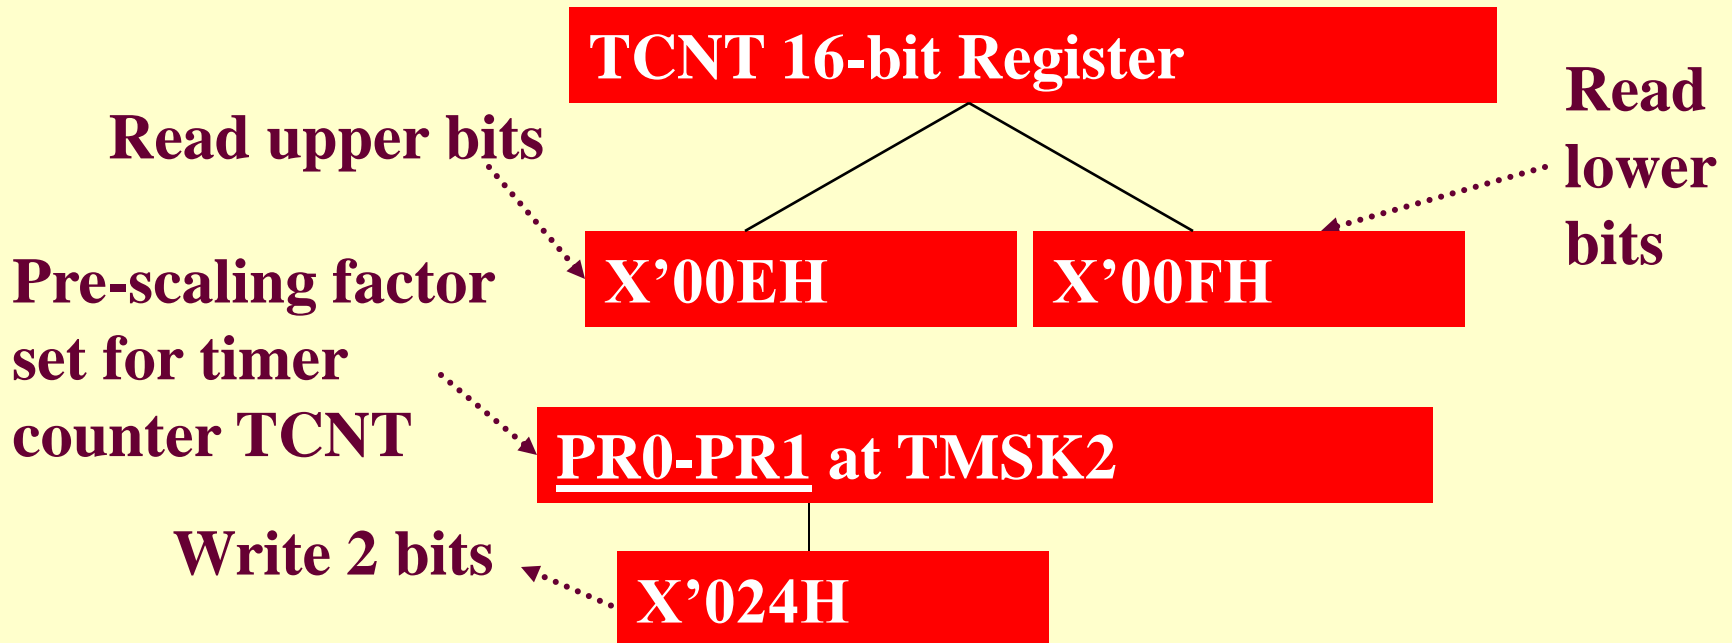 TCNT 16-bit Register
Read upper bits
Read
lower
bits
X’00EH
X’00FH
Pre-scaling factor
set for timer
counter TCNT
PR0-PR1 at TMSK2
Write 2 bits
X’024H